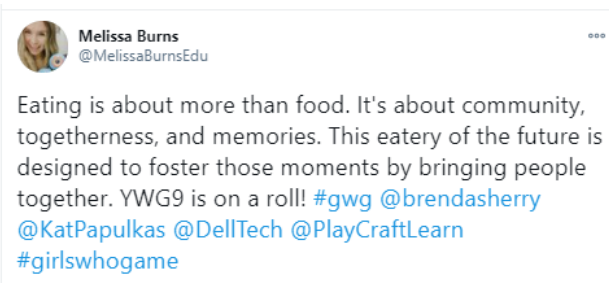 Melissa Burns
@MelissaBurnsEdu
Eating is about more than food. It's about community,
togetherness, and memories. This eatery of the future is
designed to foster those moments by bringing people
together. YWG9 is on a roll! #gwg @brendasherry
@KatPapulkas @DellTech @PlayCraftLearn
#girlswhogame